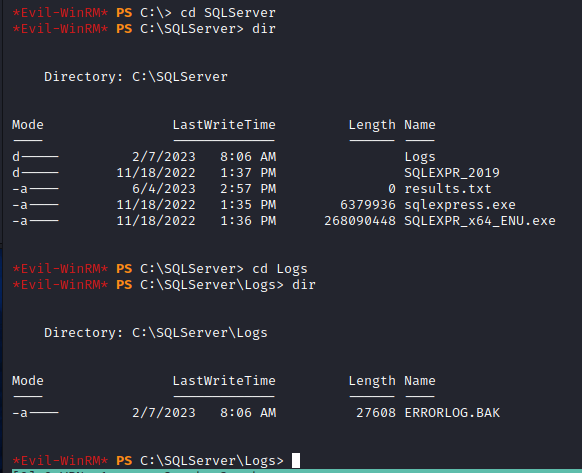 *Evil-WinRM* PS C:\> cd SQLServer
*Evil-WinRM* PS C:\SQLServer> dir
Directory: C:\SQLServer
Mode LastWriteTime Length Name
---- ------------- ------ ----
d----- 2/7/2023 8:06 AM Logs
d----- 11/18/2022 1:37 PM SQLEXPR_2019
-a---- 6/4/2023 2:57 PM 0 results.txt
-a---- 11/18/2022 1:35 PM 6379936 sqlexpress.exe
-a---- 11/18/2022 1:36 PM 268090448 SQLEXPR_x64_ENU.exe
*Evil-WinRM* PS C:\SQLServer> cd Logs
*Evil-WinRM* PS C:\SQLServer\Logs> dir
Directory: C:\SQLServer\Logs
Mode LastWriteTime Length Name
---- ------------- ------ ----
-a---- 2/7/2023 8:06 AM 27608 ERRORLOG.BAK
*Evil-WinRM* PS C:\SQLServer\Logs>